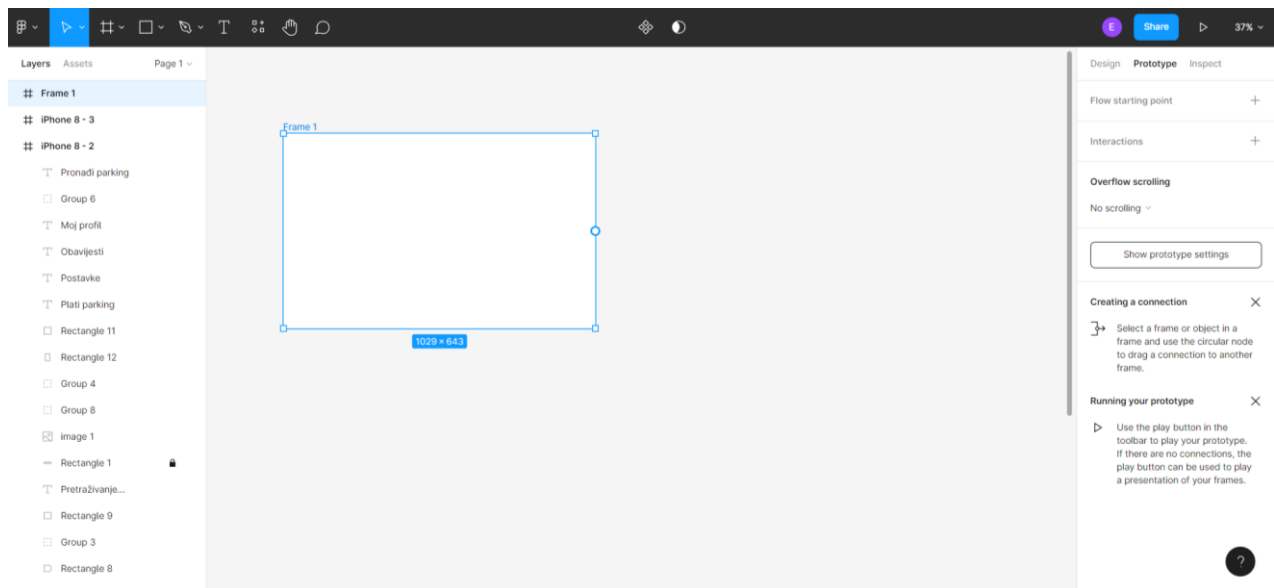 E
Share
37%
Layers
Assets
Page 1
Frame 1
iPhone 8 - 3
iPhone 8 - 2
Pronađi parking
Group 6
Moj profil
Obavijesti
Postavke
Plati parking
Rectangle 11
Rectangle 12
Group 4
Group 8
image 1
Rectangle 1
Pretraživanje...
Rectangle 9
Group 3
Rectangle 8
Frame 1
1029 × 643
Design
Prototype
Inspect
Flow starting point
Interactions
Overflow scrolling
No scrolling
Show prototype settings
Creating a connection
Select a frame or object in a
frame and use the circular node
to drag a connection to another
frame.
Running your prototype
Use the play button in the
toolbar to play your prototype.
If there are no connections, the
play button can be used to play
a presentation of your frames.
?